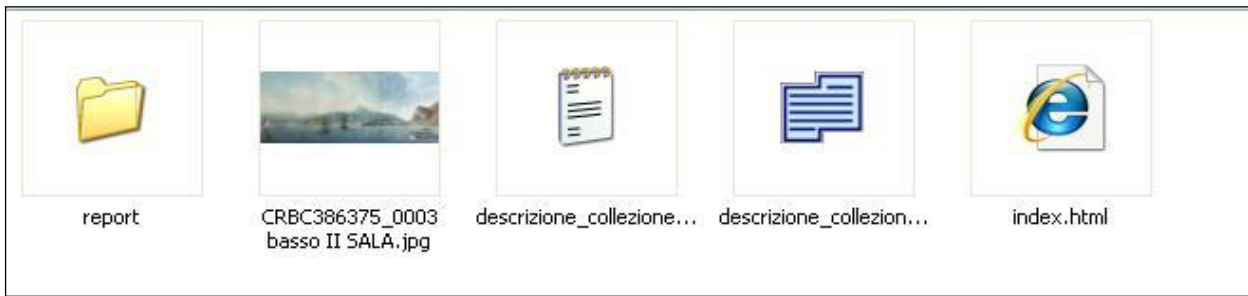 report
CRBC386375_0003
basso II SALA.jpg
descrizione_collezione...
descrizione_collezion...
index.html